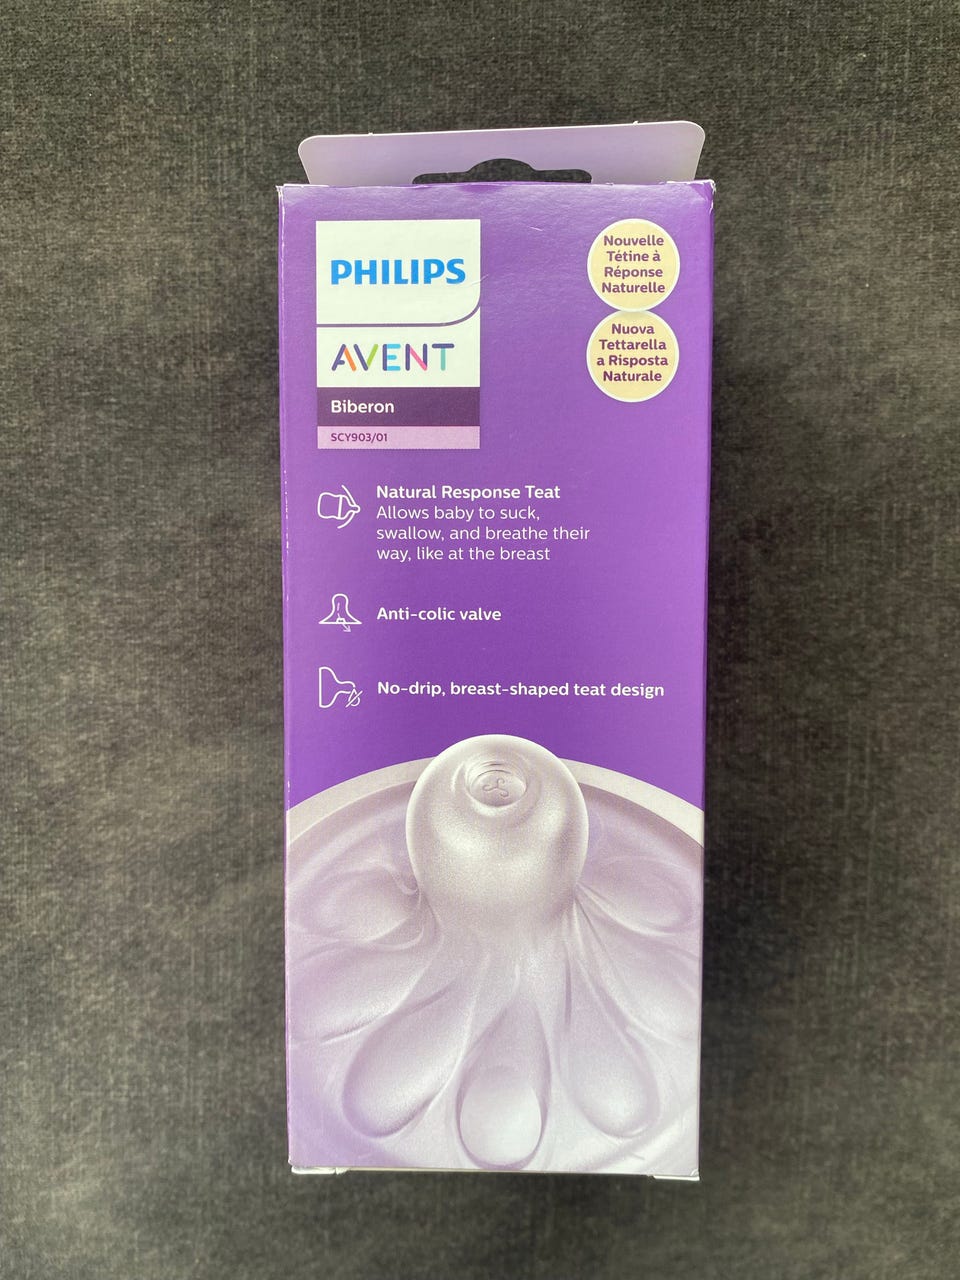 PHILIPS
AVENT
Biberon
SCY903/01
Nouvelle
Tétine à
Réponse
Naturelle
Nuova
Tettarella
a Risposta
Naturale
Natural Response Teat
Allows baby to suck,
swallow, and breathe their
way, like at the breast
Anti-colic valve
No-drip, breast-shaped teat design